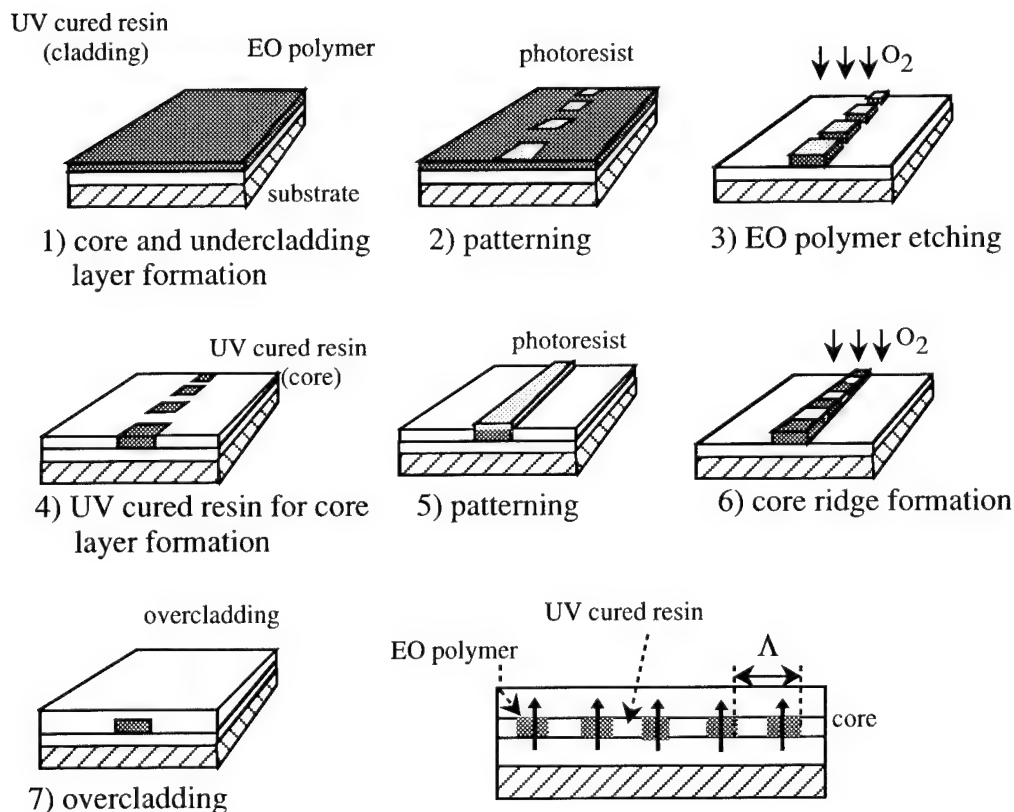 UV cured resin
(cladding)
EO polymer
substrate
1) core and undercladding
layer formation
photoresist
2) patterning
O2
3) EO polymer etching
UV cured resin
(core)
4) UV cured resin for core
layer formation
photoresist
5) patterning
O2
6) core ridge formation
overcladding
7) overcladding
UV cured resin
EO polymer
Λ
core